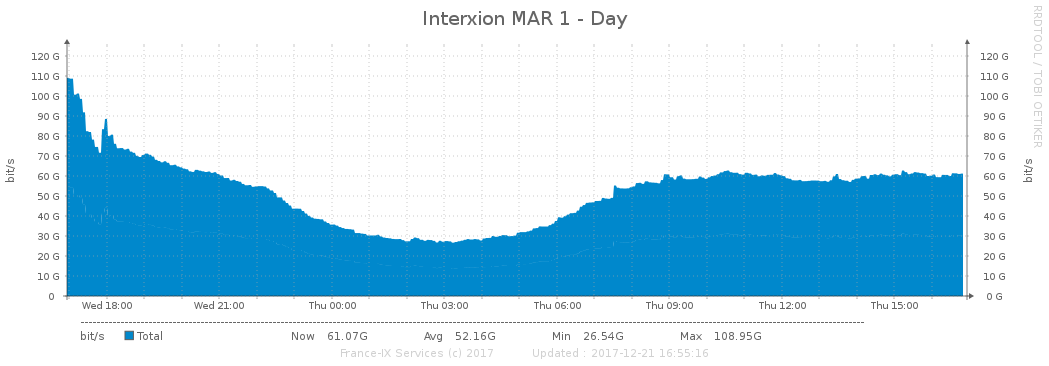 Interxion MAR 1 - Day
RRDTOOL / TOBI OETIKER
bit/s
120 G 120 G
110 G 110 G
100 G 100 G
90 G 90 G
80 G 80 G
70 G 70 G
60 G 60 G
50 G 50 G
40 G 40 G
30 G 30 G
20 G 20 G
10 G 10 G
0 0 G
bit/s
Wed 18:00 Wed 21:00 Thu 00:00 Thu 03:00 Thu 06:00 Thu 09:00 Thu 12:00 Thu 15:00
bit/s Total Now 61.07G Avg 52.16G Min 26.54G Max 108.95G
France-IX Services (c) 2017 Updated : 2017-12-21 16:55:16